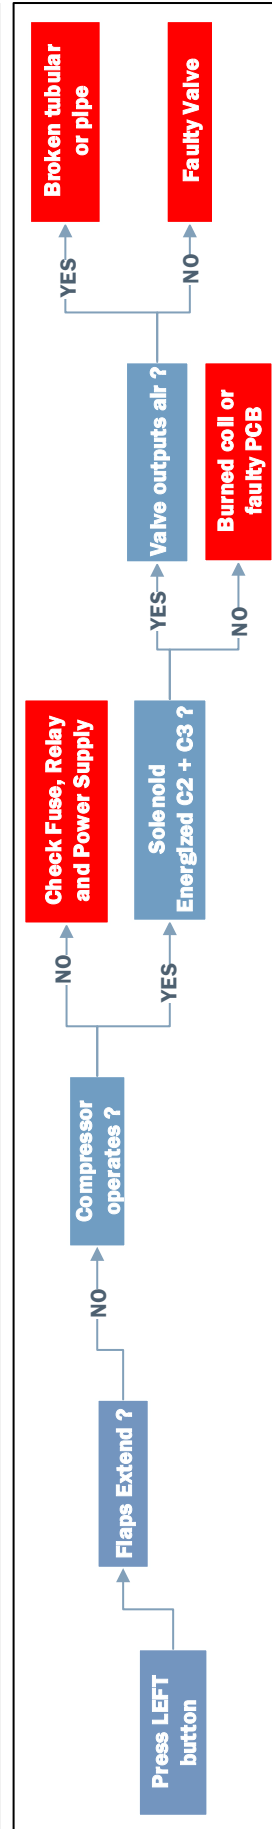 Press LEFT
button
Flaps Extend ?
NO
Compressor
operates ?
NO
Check Fuse, Relay
and Power Supply
YES
Solenoid
Energized C2 + C3 ?
YES
Valve outputs air ?
YES
Broken tubular
or pipe
NO
Faulty Valve
NO
Burned coil or
faulty PCB